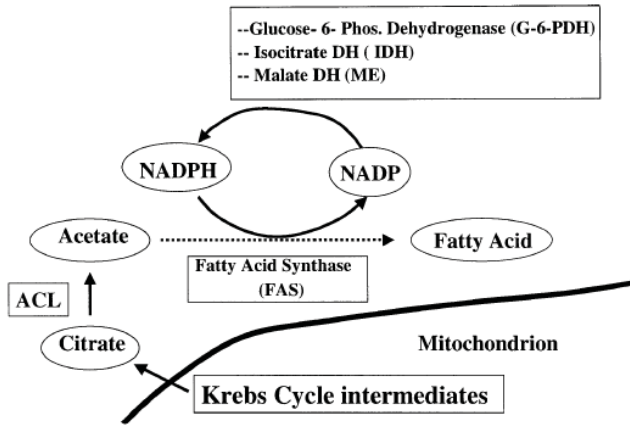 --Glucose- 6- Phos. Dehydrogenase (G-6-PDH)
-- Isocitrate DH ( IDH)
-- Malate DH (ME)
NADPH
NADP
Acetate
Fatty Acid
Fatty Acid Synthase
(FAS)
ACL
Citrate
Mitochondrion
Krebs Cycle intermediates